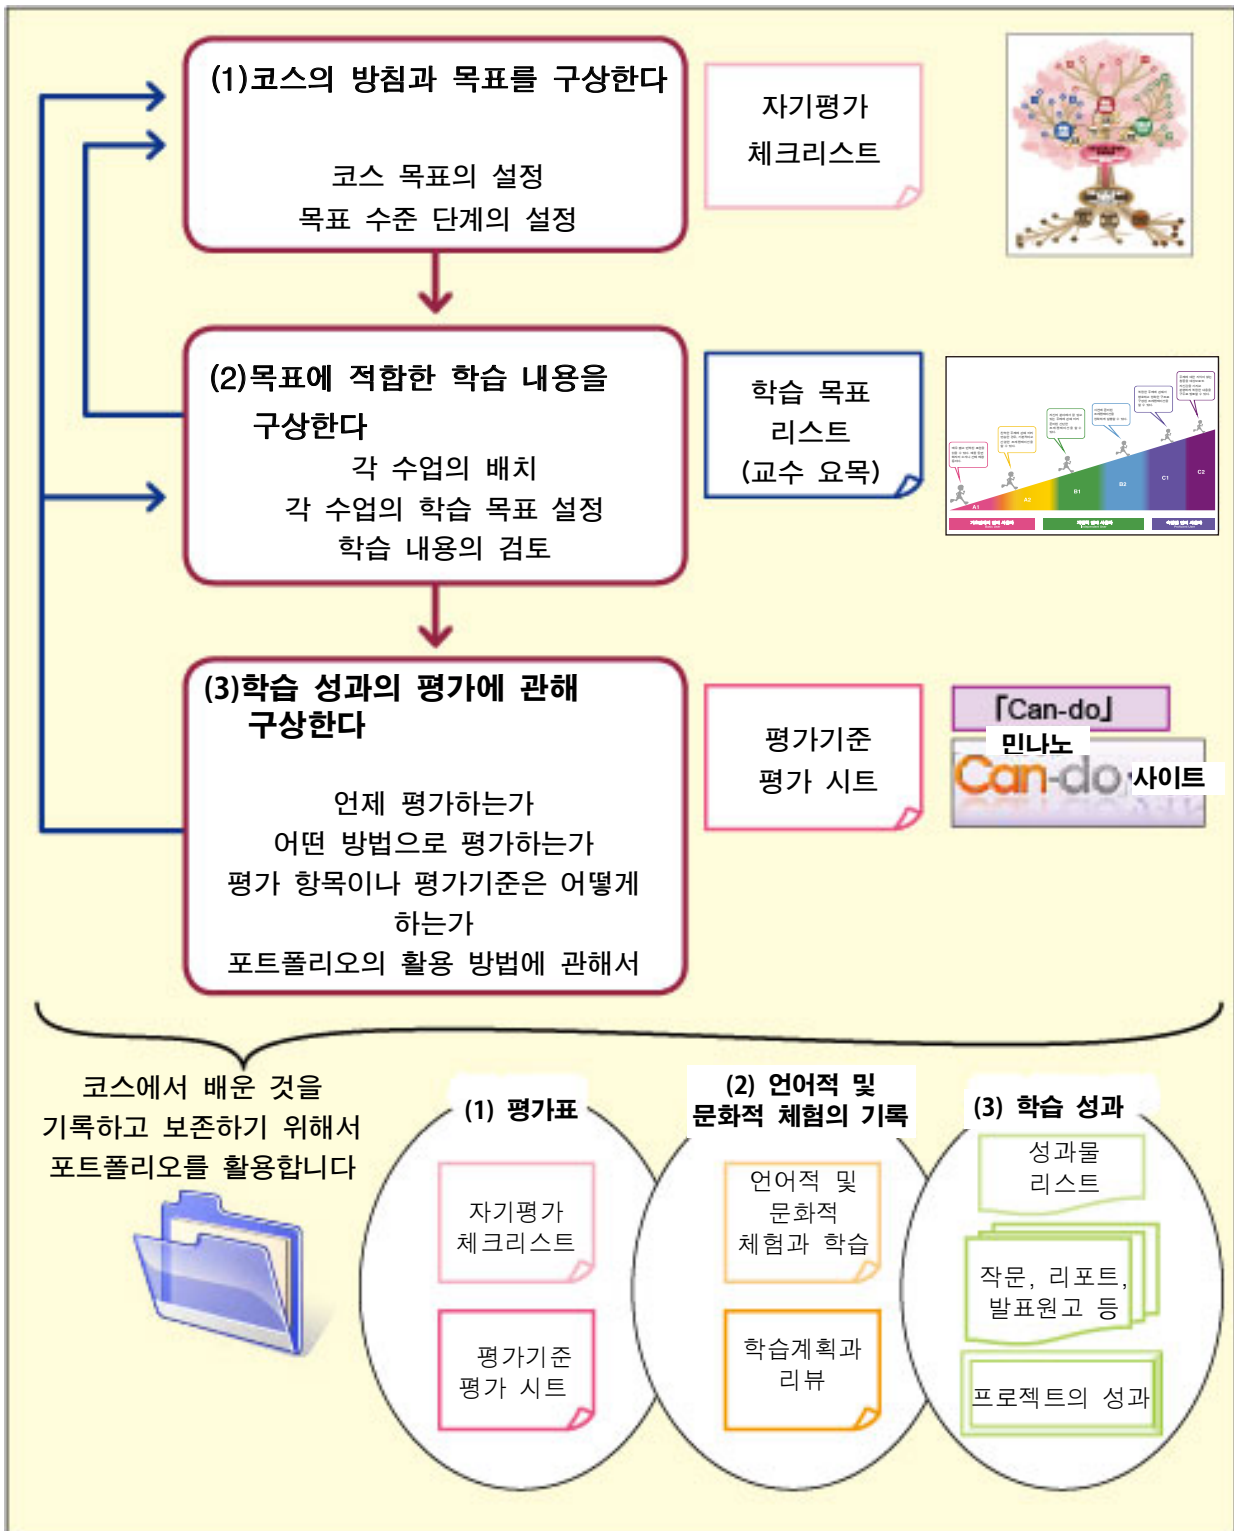 (1)코스의 방침과 목표를 구상한다
코스 목표의 설정
목표 수준 단계의 설정
자기평가
체크리스트
(2)목표에 적합한 학습 내용을
구상한다
각 수업의 배치
각 수업의 학습 목표 설정
학습 내용의 검토
학습 목표
리스트
(교수 요목)
A1
A2
B1
B2
C1
C2
(3)학습 성과의 평가에 관해
구상한다
언제 평가하는가
어떤 방법으로 평가하는가
평가 항목이나 평가기준은 어떻게
하는가
포트폴리오의 활용 방법에 관해서
평가기준
평가 시트
「Can-do」
민나노
Can-do 사이트
코스에서 배운 것을
기록하고 보존하기 위해서
포트폴리오를 활용합니다
(1) 평가표
자기평가
체크리스트
평가기준
평가 시트
(2) 언어적 및
문화적 체험의 기록
언어적 및
문화적
체험과 학습
학습계획과
리뷰
(3) 학습 성과
성과물
리스트
작문, 리포트,
발표원고 등
프로젝트의 성과